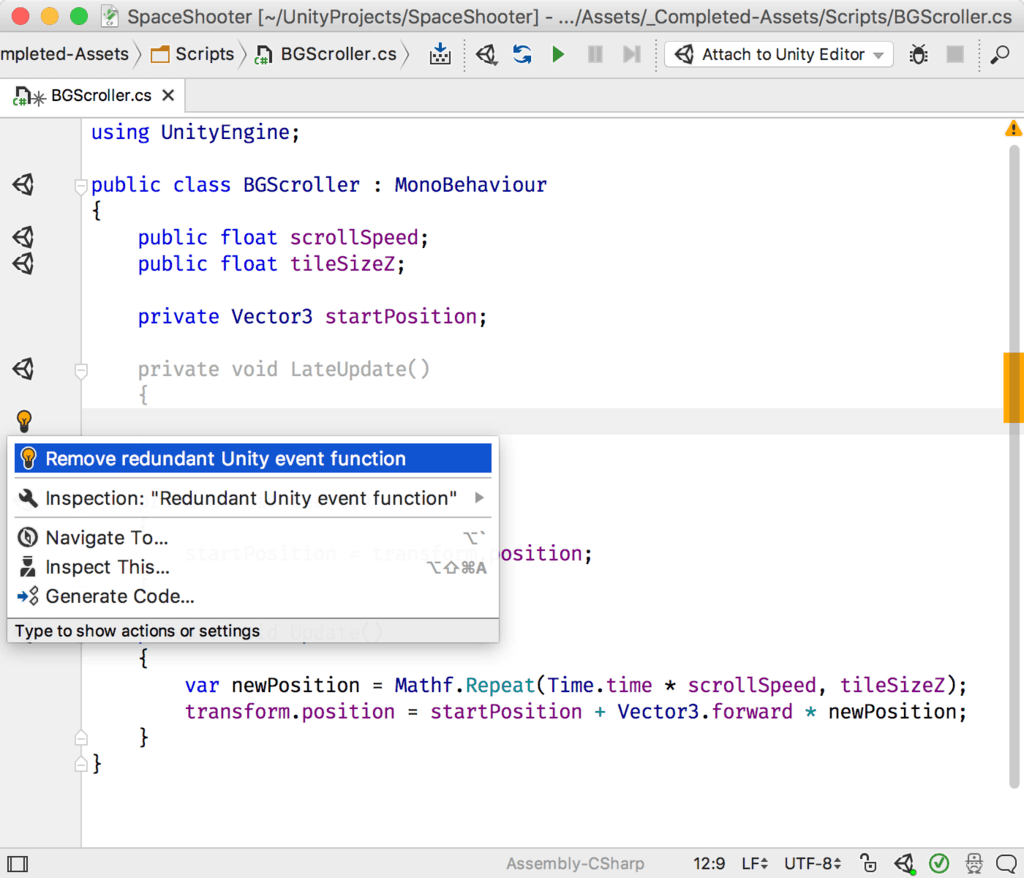 SpaceShooter [~/UnityProjects/SpaceShooter] - .../Assets/_Completed-Assets/Scripts/BGScroller.cs
mpleted-Assets Scripts BGScroller.cs Attach to Unity Editor
BGScroller.cs
using UnityEngine;
public class BGScroller : MonoBehaviour
{
public float scrollSpeed;
public float tileSizeZ;
private Vector3 startPosition;
private void LateUpdate()
{
Remove redundant Unity event function
Inspection: "Redundant Unity event function"
Navigate To... ⌥`
startPosition = transform.position;
Inspect This... ⌥⇧⌘A
Generate Code...
Type to show actions or settings
Update()
{
var newPosition = Mathf.Repeat(Time.time * scrollSpeed, tileSizeZ);
transform.position = startPosition + Vector3.forward * newPosition;
}
}
Assembly-CSharp 12:9 LF UTF-8